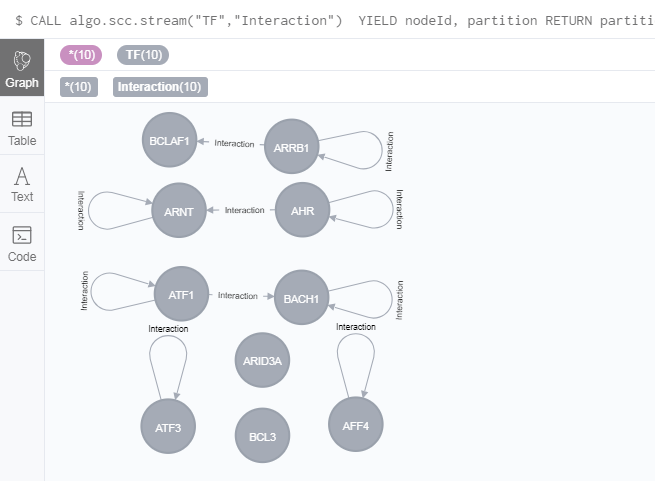 $ CALL algo.scc.stream("TF","Interaction")  YIELD nodeId, partition RETURN partiti
*(10) TF(10)
Graph
*(10) Interaction(10)
Table
Text
Code
BCLAF1 Interaction ARRB1 Interaction
Interaction ARNT Interaction AHR Interaction
Interaction ATF1 Interaction BACH1 Interaction
Interaction Interaction
ARID3A
ATF3 BCL3 AFF4